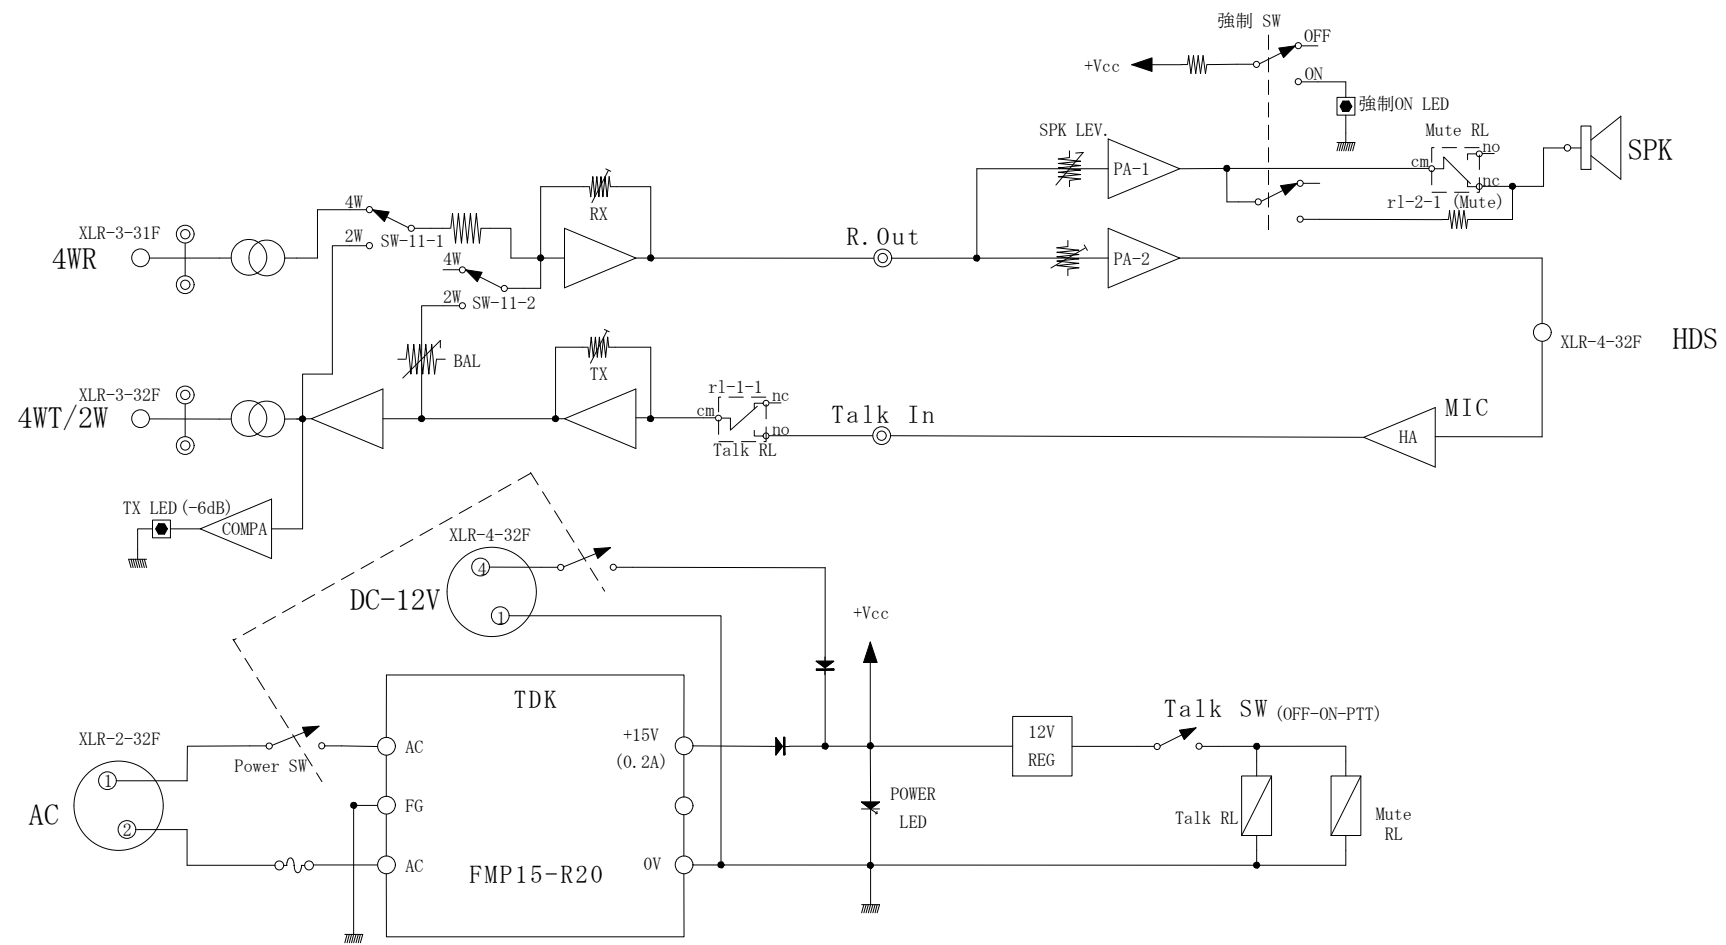 強制 SW
OFF
+Vcc
ON
強制ON LED
SPK LEV.
Mute RL
no
PA-1
cm
SPK
nc
rl-2-1 (Mute)
4W
RX
XLR-3-31F
2W
SW-11-1
R.Out
4WR
4W
PA-2
2W
SW-11-2
XLR-4-32F
HDS
BAL
TX
XLR-3-32F
rl-1-1
nc
4WT/2W
cm
Talk In
MIC
no
HA
Talk RL
TX LED(-6dB)
COMPA
XLR-4-32F
4
DC-12V
1
+Vcc
TDK
Talk SW (OFF-ON-PTT)
XLR-2-32F
+15V
12V
AC
Power SW
(0.2A)
REG
1
POWER
AC
FG
LED
Talk RL
Mute
RL
2
AC
FMP15-R20
0V